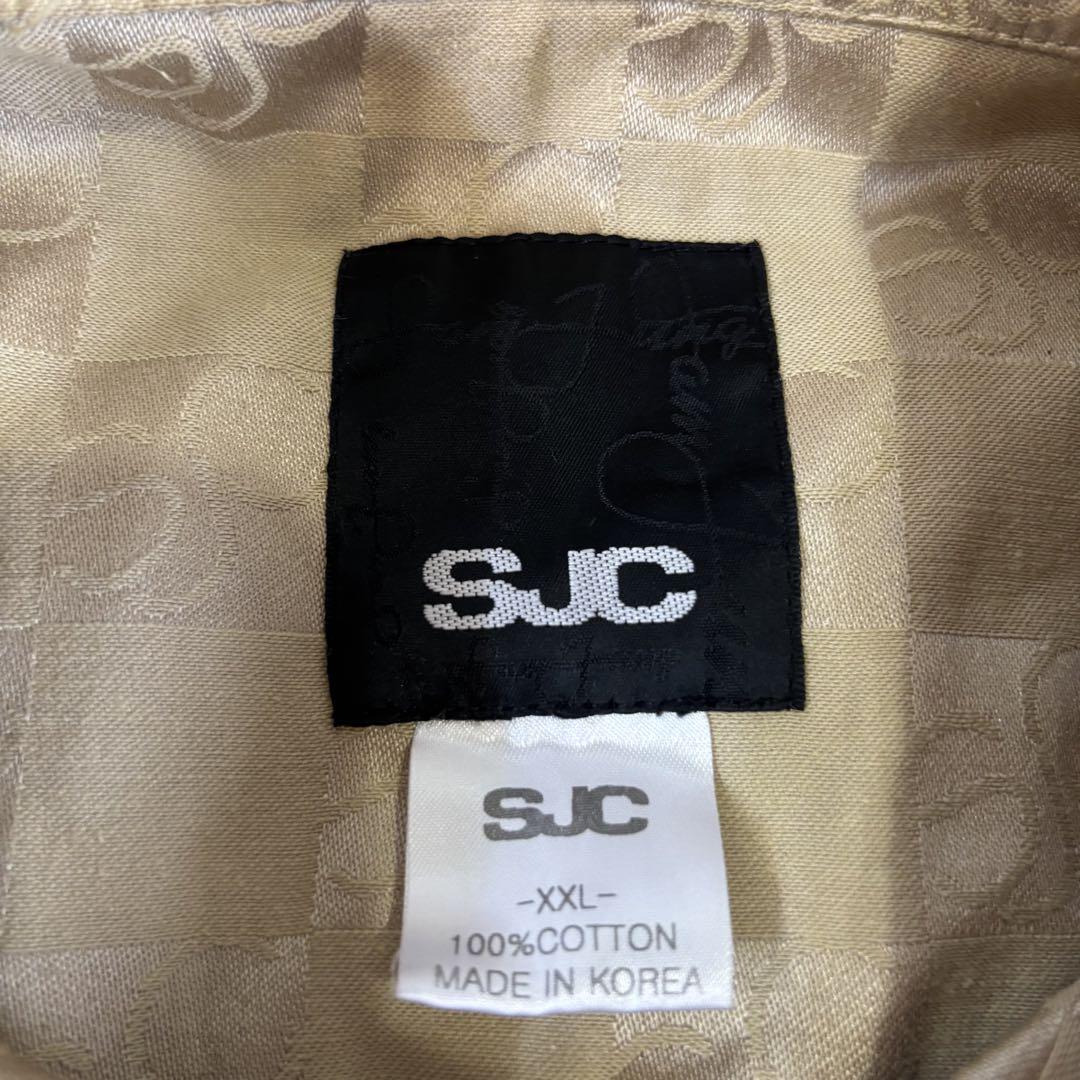 SJC
SJC
-XXL-
100%COTTON
MADE IN KOREA